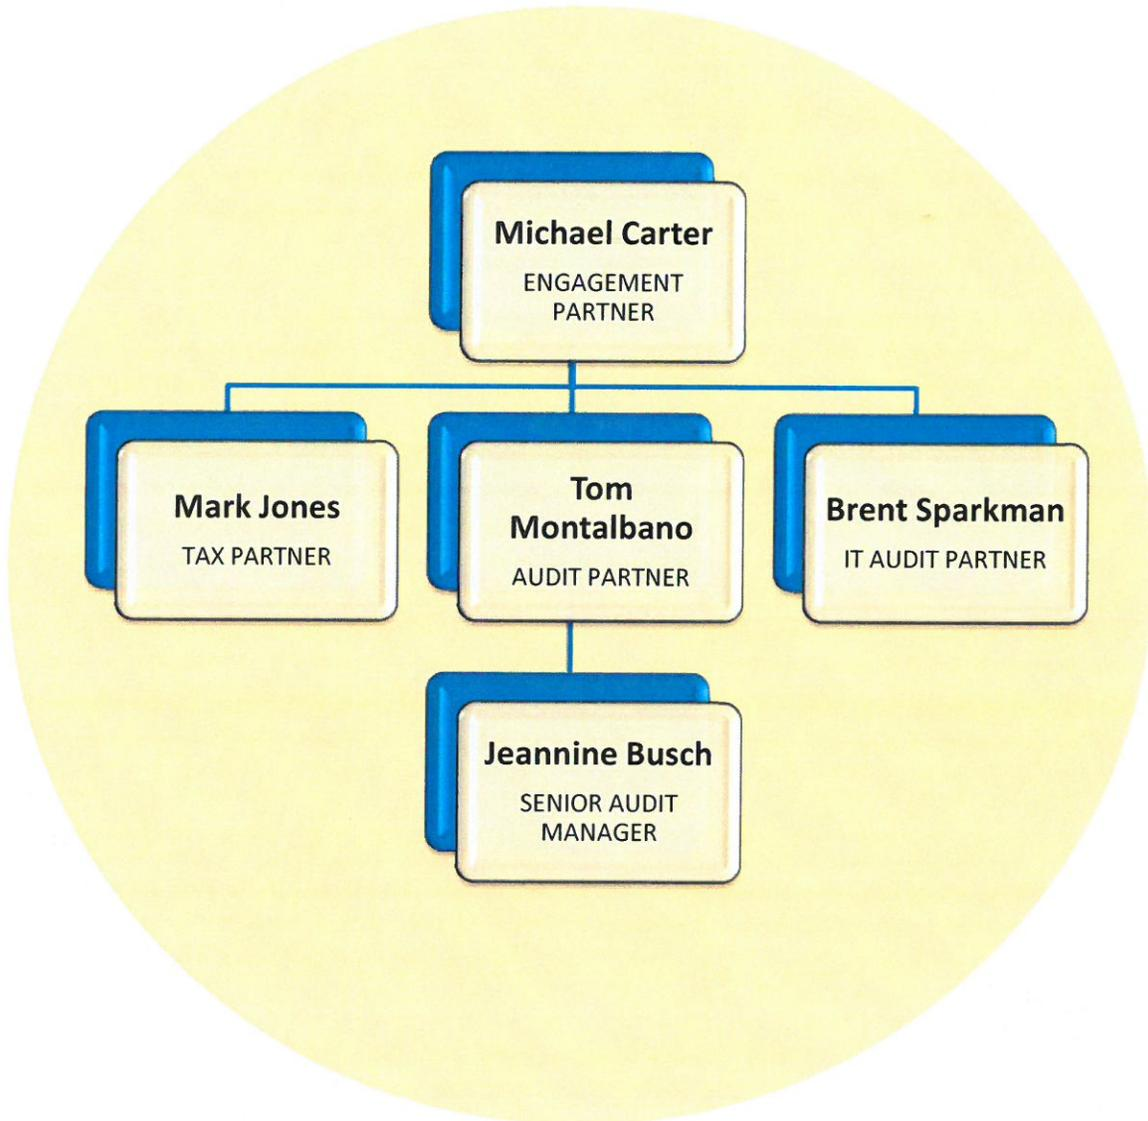 Michael Carter
ENGAGEMENT
PARTNER
Mark Jones
TAX PARTNER
Tom
Montalbano
AUDIT PARTNER
Brent Sparkman
IT AUDIT PARTNER
Jeannine Busch
SENIOR AUDIT
MANAGER